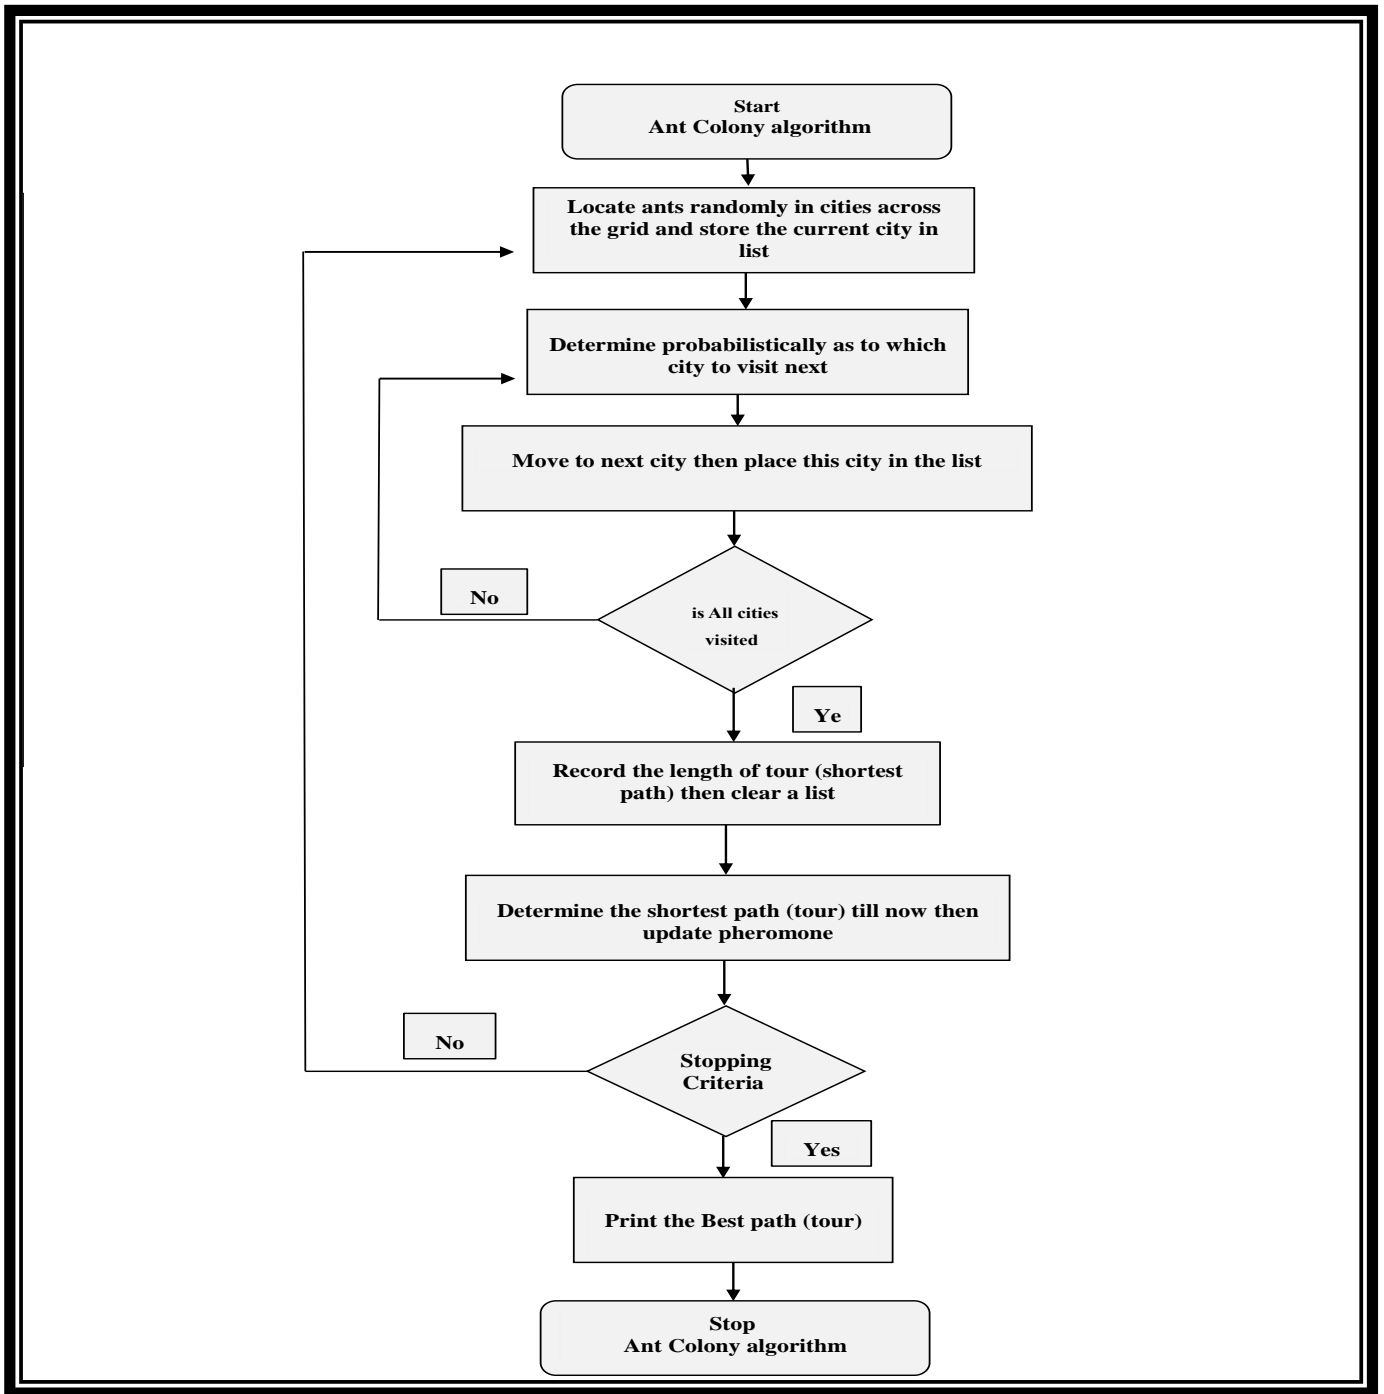 Start
Ant Colony algorithm
Locate ants randomly in cities across
the grid and store the current city in
list
Determine probabilistically as to which
city to visit next
Move to next city then place this city in the list
No
is All cities
visited
Ye
Record the length of tour (shortest
path) then clear a list
Determine the shortest path (tour) till now then
update pheromone
No
Stopping
Criteria
Yes
Print the Best path (tour)
Stop
Ant Colony algorithm